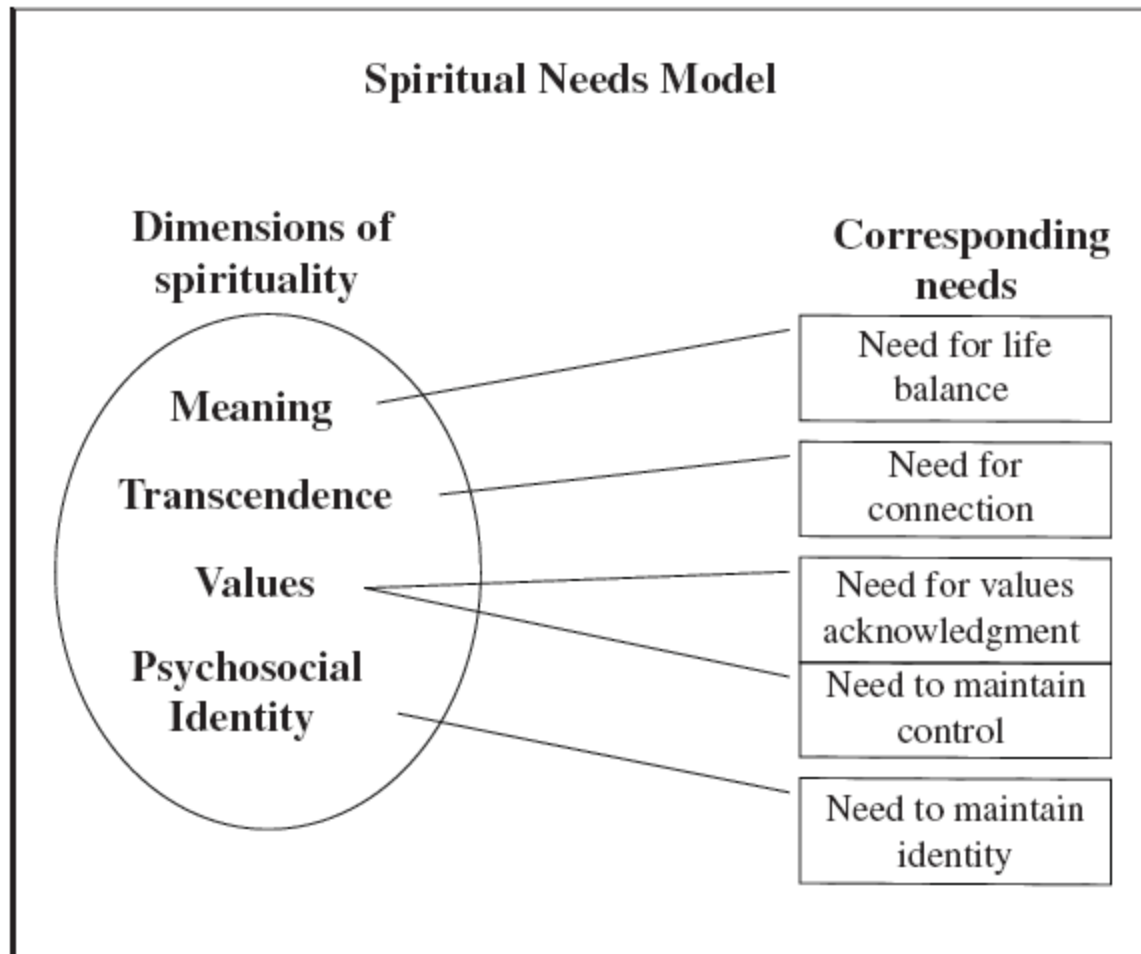 Spiritual Needs Model
Dimensions of
spirituality
Meaning
Transcendence
Values
Psychosocial
Identity
Corresponding
needs
Need for life
balance
Need for
connection
Need for values
acknowledgment
Need to maintain
control
Need to maintain
identity